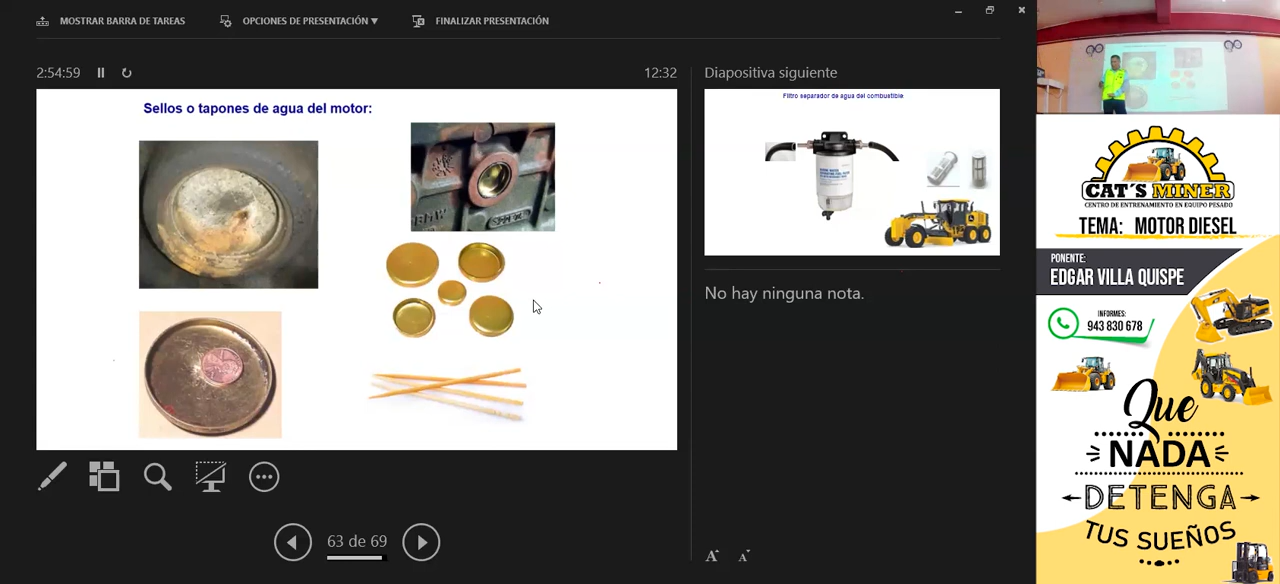 MOSTRAR BARRA DE TAREAS
OPCIONES DE PRESENTACIÓN ▼
FINALIZAR PRESENTACIÓN
2:54:59
12:32
Diapositiva siguiente
Sellos o tapones de agua del motor:
Filtro separador de agua del combustible:
No hay ninguna nota.
63 de 69
A A
CAT´S MINER
CENTRO DE ENTRENAMIENTO EN EQUIPO PESADO
TEMA: MOTOR DIESEL
PONENTE:
EDGAR VILLA QUISPE
INFORMES:
943 830 678
Que
NADA
DETENGA
TUS SUEÑOS